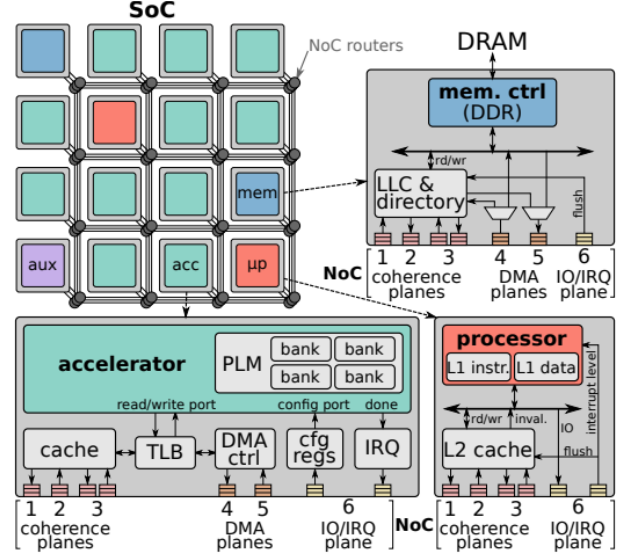 SoC
NoC routers
mem
aux
acc
μp
DRAM
mem. ctrl
(DDR)
rd/wr
LLC &
directory
flush
1 2 3 4 5 6
NoC
coherence
planes
DMA
planes
IO/IRQ
plane
accelerator
PLM
bank bank
bank bank
read/write port
config port
done
cache
TLB
DMA
ctrl
cfg
regs
IRQ
1 2 3 4 5 6
coherence
planes
DMA
planes
IO/IRQ
plane
NoC
processor
L1 instr.
L1 data
interrupt level
rd/wr
inval.
IO
L2 cache
flush
1 2 3 6
coherence
planes
IO/IRQ
plane